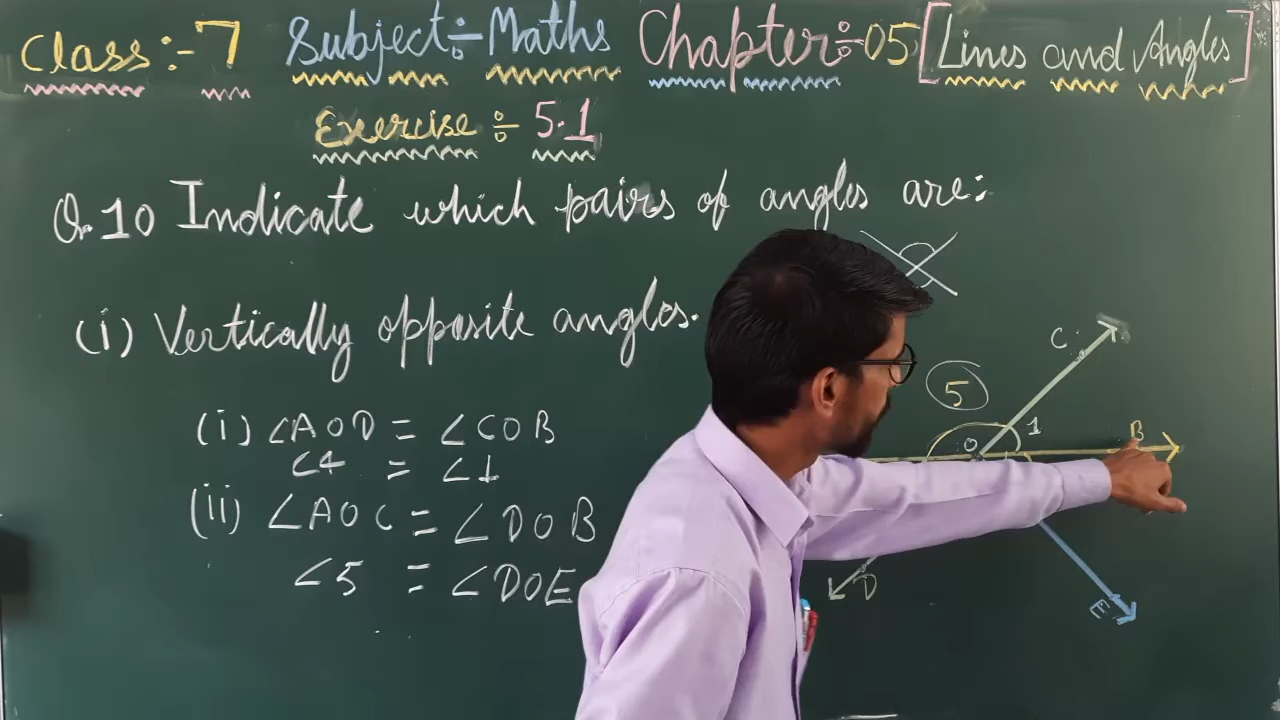 Class:-7 Subject÷Maths Chapter÷05[Lines and Angles]
Exercise ÷ 5.1
Q.10 Indicate which pairs of angles are:
(i) Vertically opposite angles.
(i) ∠AOD = ∠COB
∠4 = ∠1
(ii) ∠AOC = ∠DOB
∠5 = ∠DOE
C
5
1
B
O
D
E